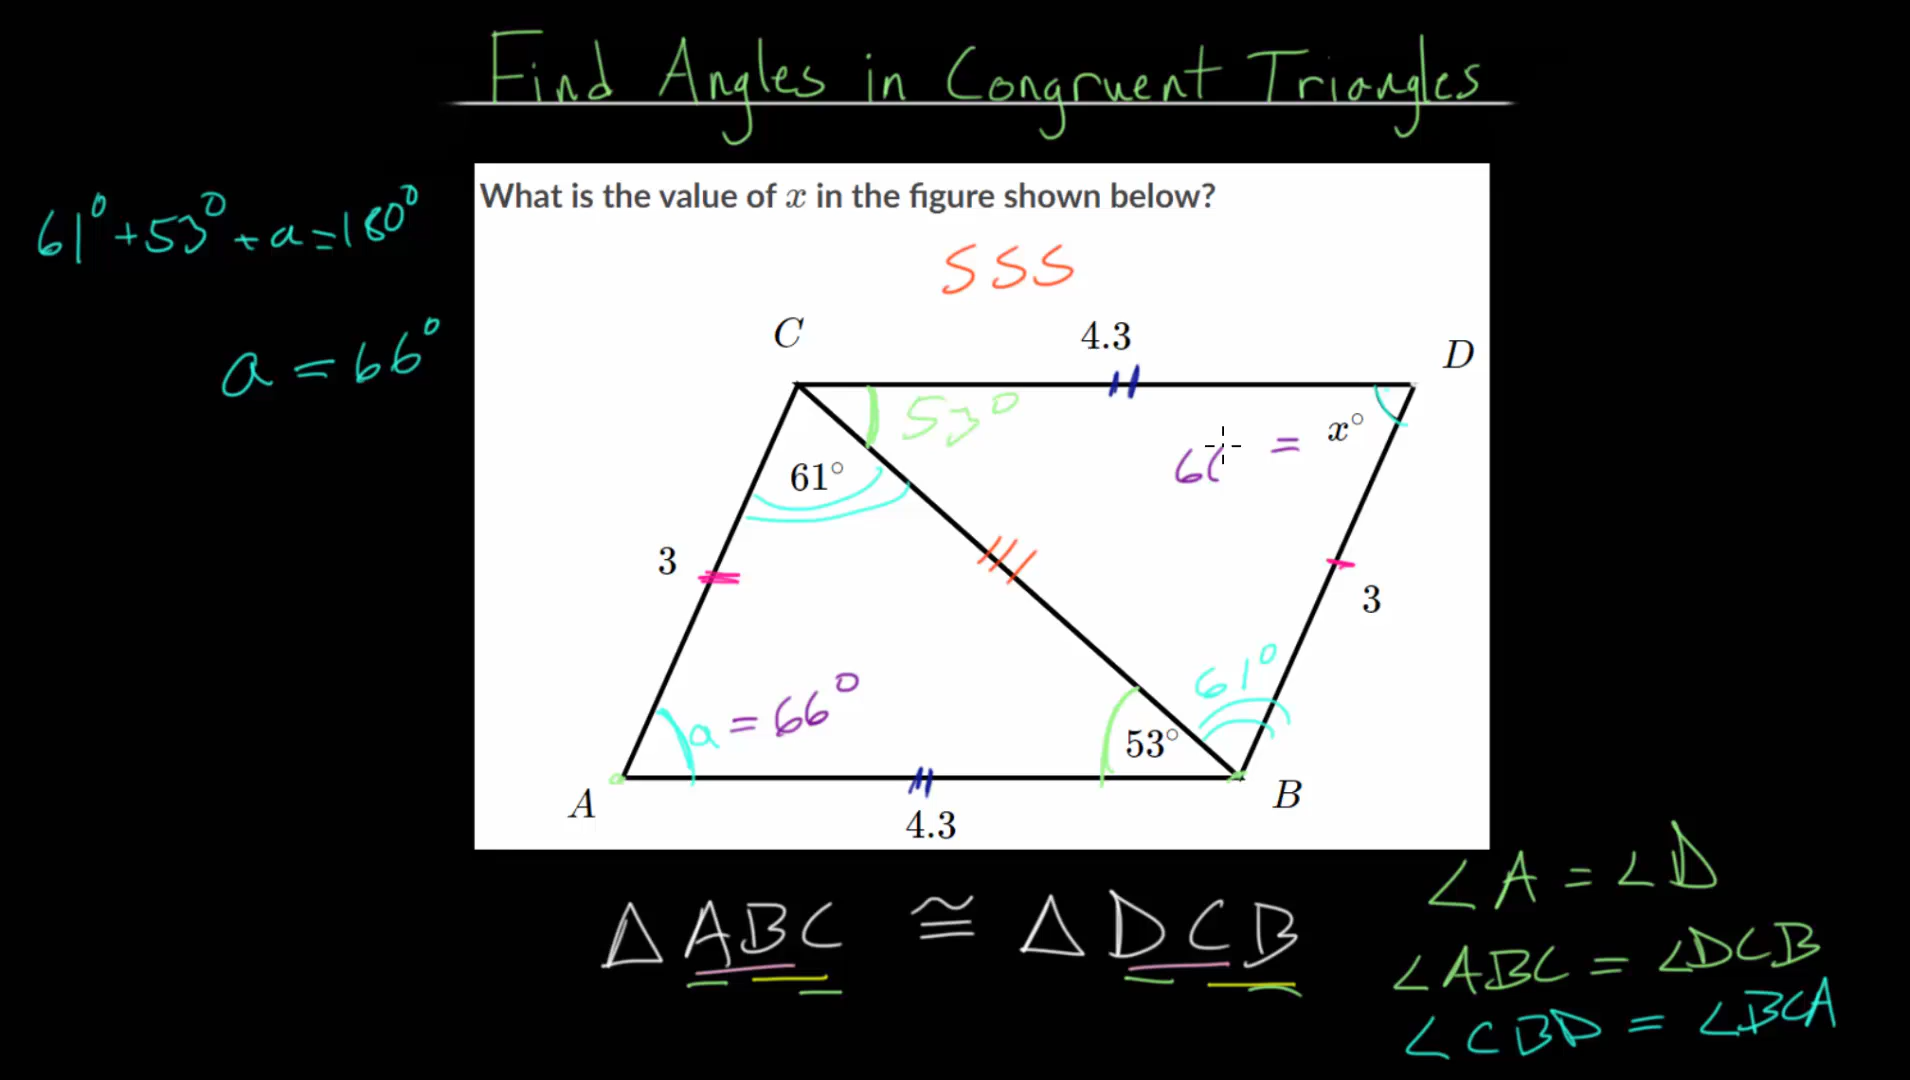 Find Angles in Congruent Triangles
What is the value of x in the figure shown below?
61° + 53° + a = 180°
a = 66°
SSS
C
4.3
D
53°
66 = x°
61°
3
3
61°
a = 66°
53°
A
B
4.3
△ABC ≅ △DCB
∠A = ∠D
∠ABC = ∠DCB
∠CBD = ∠BCA